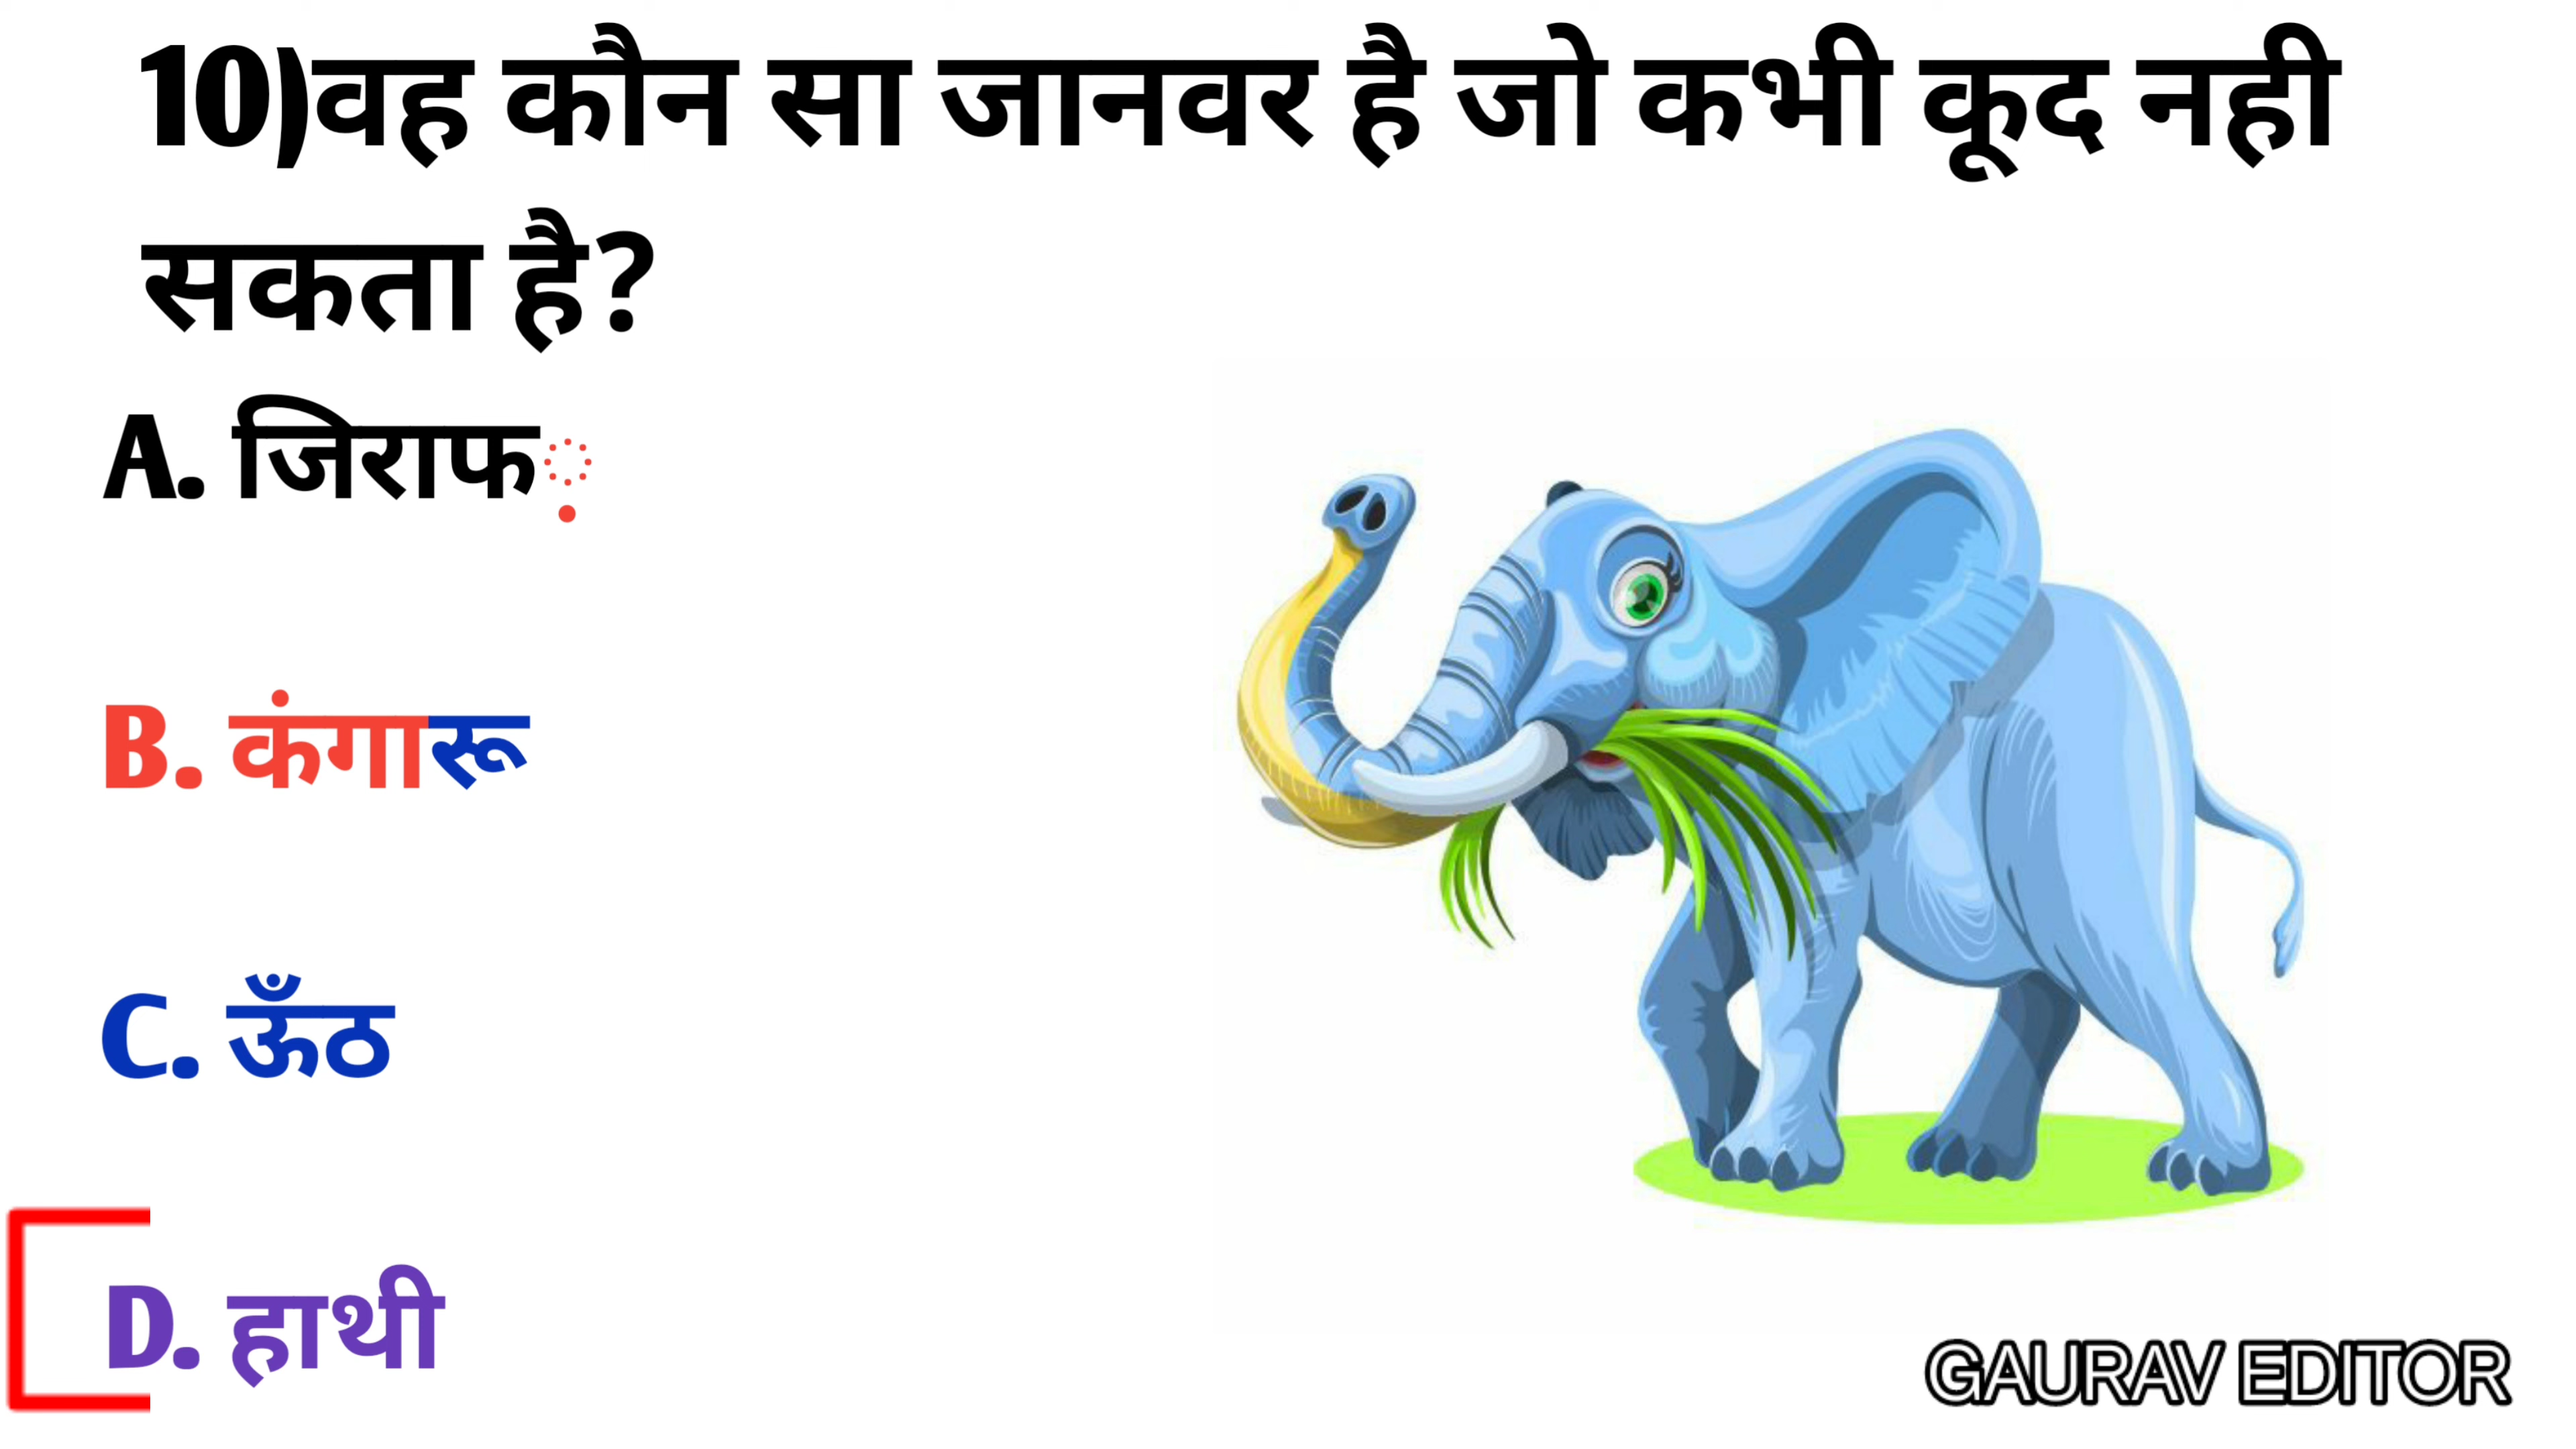 10)वह कौन सा जानवर है जो कभी कूद नही
सकता है?
A. जिराफ़
B. कंगारू
C. ऊँठ
D. हाथी
GAURAV EDITOR